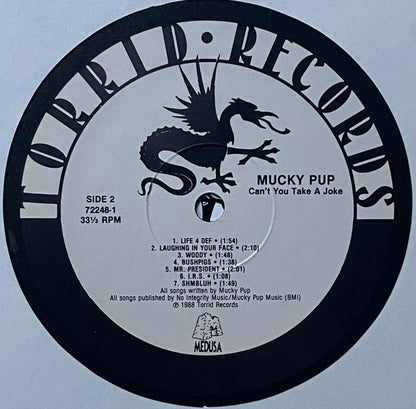 TORRID • RECORDS
MUCKY PUP
Can't You Take A Joke
SIDE 2
72248-1
33⅓ RPM
1. LIFE 4 DEF • (1:54)
2. LAUGHING IN YOUR FACE • (2:10)
3. WOODY • (1:48)
4. BUSHPIGS • (1:38)
5. MR. PRESIDENT • (2:01)
6. I.R.S. • (1:08)
7. SHMBLUH • (1:49)
All songs written by Mucky Pup
All songs published by No Integrity Music/Mucky Pup Music (BMI)
℗ 1988 Torrid Records
MEDUSA